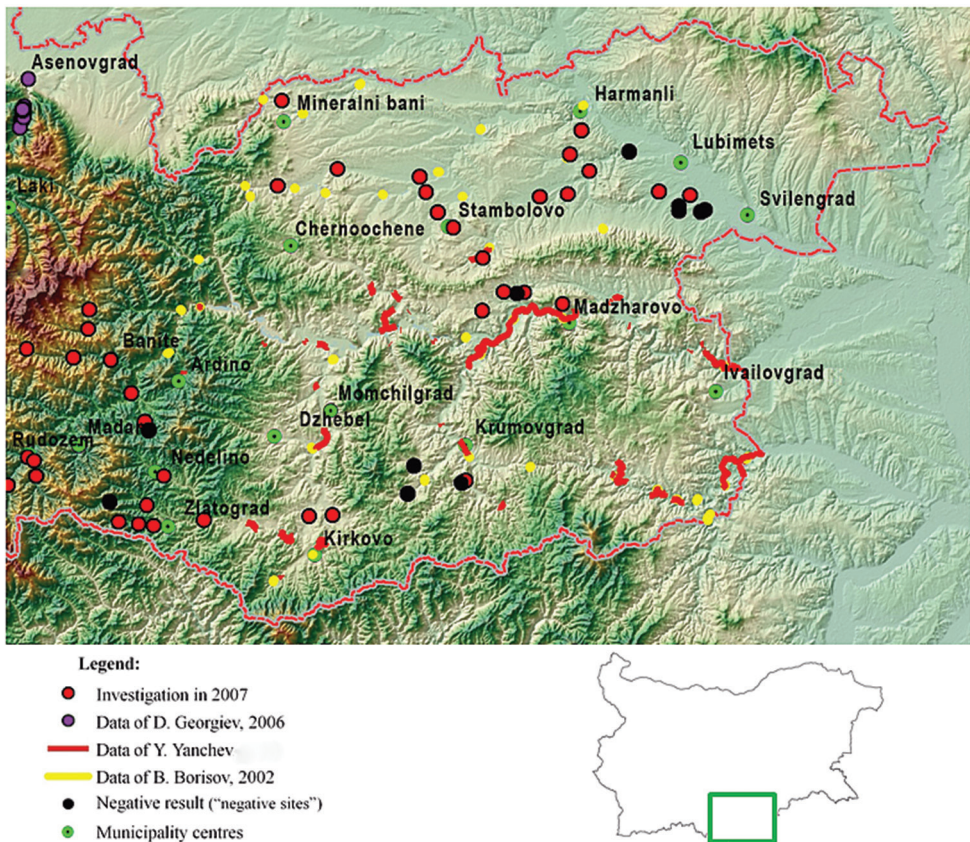 Asenovgrad
Mineralni bani
Harmanli
Lubimets
Laki
Svilengrad
Stambolovo
Chernoochene
Madzharovo
Banite
Ardino
Ivailovgrad
Momchilgrad
Dzhebel
Krumovgrad
Rudozem
Madan
Nedelino
Zlatograd
Kirkovo
Legend:
Investigation in 2007
Data of D. Georgiev, 2006
Data of Y. Yanchev
Data of B. Borisov, 2002
Negative result ("negative sites")
Municipality centres